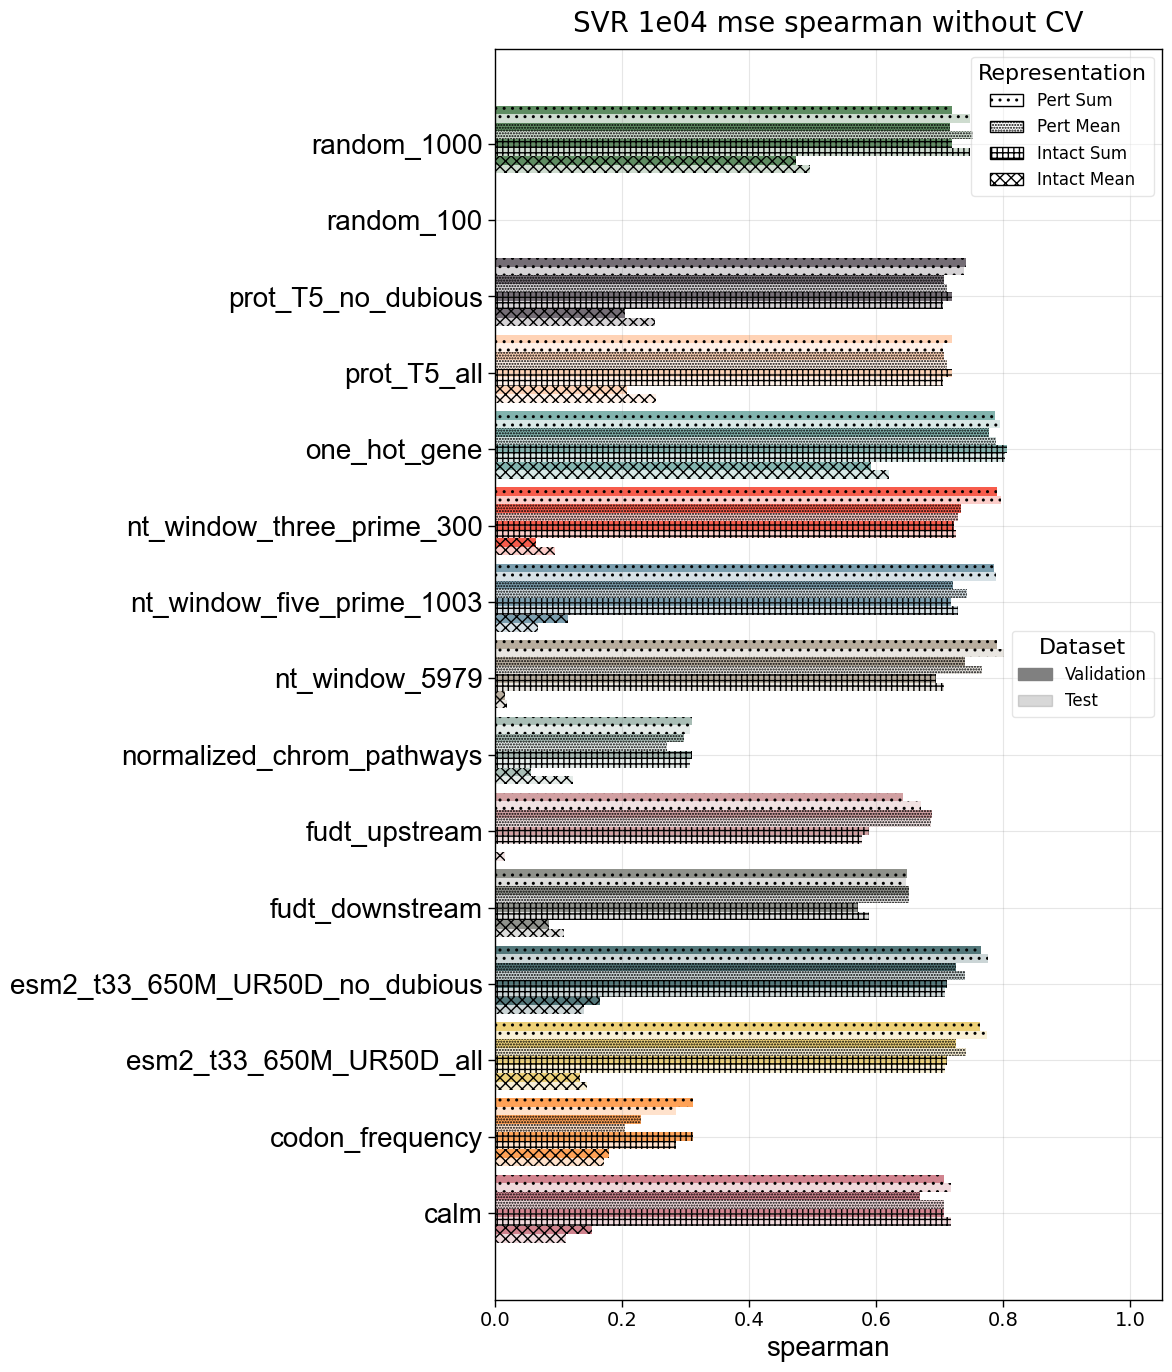 SVR 1e04 mse spearman without CV
Representation
Pert Sum
Pert Mean
Intact Sum
Intact Mean
random_1000
random_100
prot_T5_no_dubious
prot_T5_all
one_hot_gene
nt_window_three_prime_300
nt_window_five_prime_1003
nt_window_5979
Dataset
Validation
Test
normalized_chrom_pathways
fudt_upstream
fudt_downstream
esm2_t33_650M_UR50D_no_dubious
esm2_t33_650M_UR50D_all
codon_frequency
calm
0.0 0.2 0.4 0.6 0.8 1.0
spearman